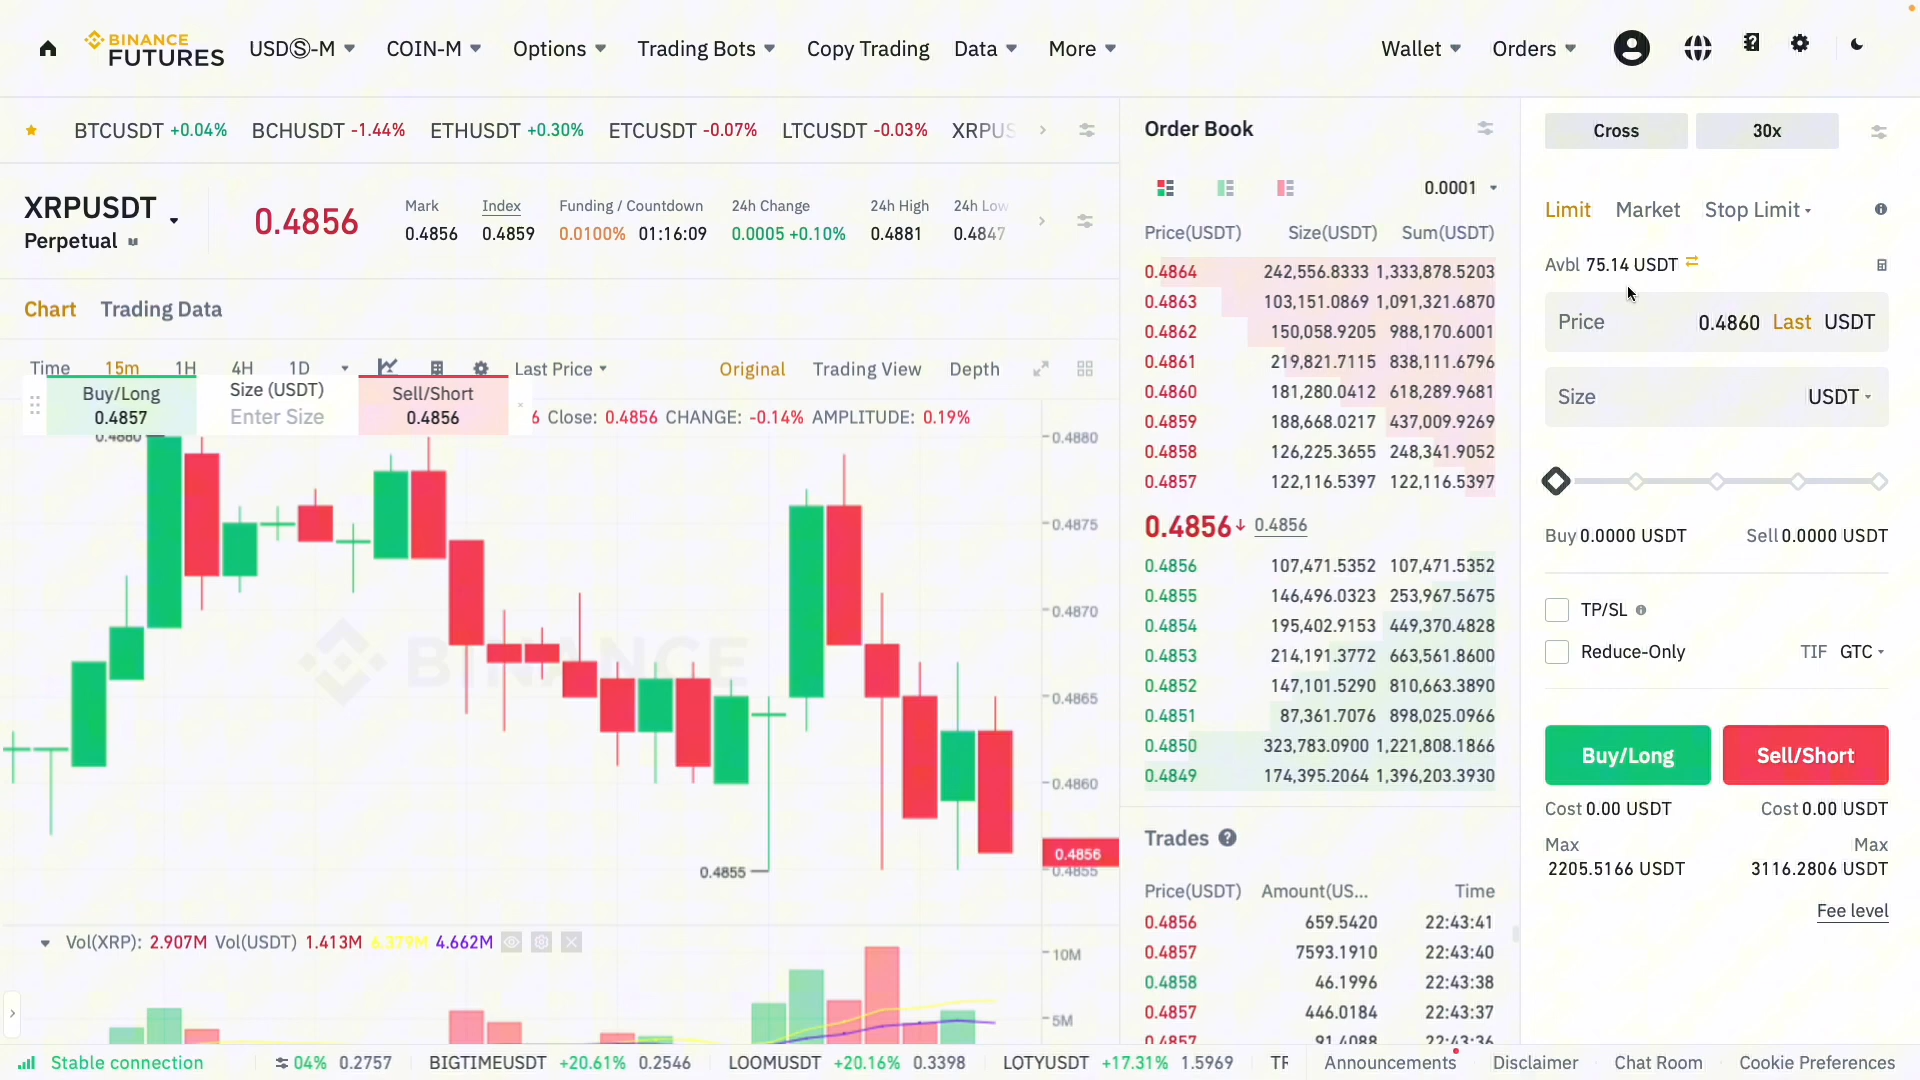 BINANCE FUTURES USDⓈ-M COIN-M Options Trading Bots Copy Trading Data More Wallet Orders
BTCUSDT +0.04% BCHUSDT -1.44% ETHUSDT +0.30% ETCUSDT -0.07% LTCUSDT -0.03% XRPUS
XRPUSDT
Perpetual
0.4856
Mark
0.4856
Index
0.4859
Funding / Countdown
0.0100% 01:16:09
24h Change
0.0005 +0.10%
24h High
0.4881
24h Low
0.4847
Chart Trading Data
Time 15m 1H 4H 1D Last Price Original Trading View Depth
Buy/Long
0.4857
Size (USDT)
Enter Size
Sell/Short
0.4856
6 Close: 0.4856 CHANGE: -0.14% AMPLITUDE: 0.19%
0.4880
0.4880
0.4875
0.4870
BINANCE
0.4865
0.4860
0.4856
0.4855
0.4855
Vol(XRP): 2.907M Vol(USDT) 1.413M 6.379M 4.662M
10M
5M
Order Book
0.0001
Price(USDT) Size(USDT) Sum(USDT)
0.4864 242,556.8333 1,333,878.5203
0.4863 103,151.0869 1,091,321.6870
0.4862 150,058.9205 988,170.6001
0.4861 219,821.7115 838,111.6796
0.4860 181,280.0412 618,289.9681
0.4859 188,668.0217 437,009.9269
0.4858 126,225.3655 248,341.9052
0.4857 122,116.5397 122,116.5397
0.4856 0.4856
0.4856 107,471.5352 107,471.5352
0.4855 146,496.0323 253,967.5675
0.4854 195,402.9153 449,370.4828
0.4853 214,191.3772 663,561.8600
0.4852 147,101.5290 810,663.3890
0.4851 87,361.7076 898,025.0966
0.4850 323,783.0900 1,221,808.1866
0.4849 174,395.2064 1,396,203.3930
Trades
Price(USDT) Amount(US... Time
0.4856 659.5420 22:43:41
0.4857 7593.1910 22:43:40
0.4858 46.1996 22:43:38
0.4857 446.0184 22:43:37
0.4857 91.4088 22:43:36
Cross 30x
Limit Market Stop Limit
Avbl 75.14 USDT
Price 0.4860 Last USDT
Size USDT
Buy 0.0000 USDT Sell 0.0000 USDT
TP/SL
Reduce-Only TIF GTC
Buy/Long Sell/Short
Cost 0.00 USDT Cost 0.00 USDT
Max Max
2205.5166 USDT 3116.2806 USDT
Fee level
Stable connection 04% 0.2757 BIGTIMEUSDT +20.61% 0.2546 LOOMUSDT +20.16% 0.3398 LOTYUSDT +17.31% 1.5969 Announcements Disclaimer Chat Room Cookie Preferences